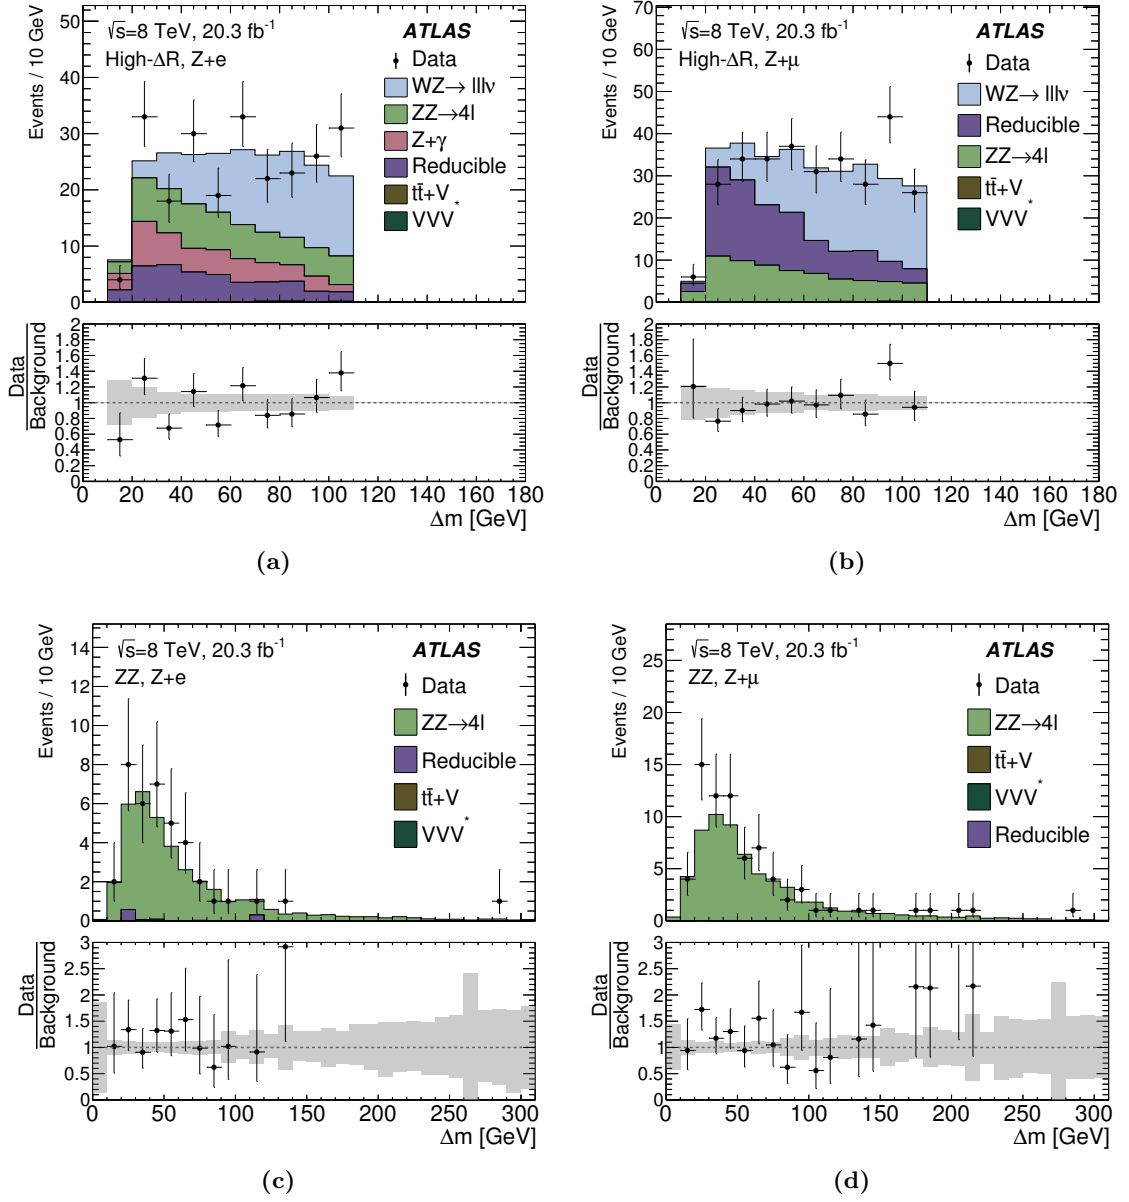 √s=8 TeV, 20.3 fb⁻¹ ATLAS
High-ΔR, Z+e
Data
WZ→ lllν
ZZ→4l
Z+γ
Reducible
tt̄+V
VVV*
Events / 10 GeV
50
40
30
20
10
0
Data
Background
2
1.8
1.6
1.4
1.2
1
0.8
0.6
0.4
0.2
0
0 20 40 60 80 100 120 140 160 180
Δm [GeV]
(a)
√s=8 TeV, 20.3 fb⁻¹ ATLAS
High-ΔR, Z+μ
Data
WZ→ lllν
Reducible
ZZ→4l
tt̄+V
VVV*
Events / 10 GeV
70
60
50
40
30
20
10
0
Data
Background
2
1.8
1.6
1.4
1.2
1
0.8
0.6
0.4
0.2
0
0 20 40 60 80 100 120 140 160 180
Δm [GeV]
(b)
√s=8 TeV, 20.3 fb⁻¹ ATLAS
ZZ, Z+e
Data
ZZ→4l
Reducible
tt̄+V
VVV*
Events / 10 GeV
14
12
10
8
6
4
2
0
Data
Background
3
2.5
2
1.5
1
0.5
0
0 50 100 150 200 250 300
Δm [GeV]
(c)
√s=8 TeV, 20.3 fb⁻¹ ATLAS
ZZ, Z+μ
Data
ZZ→4l
tt̄+V
VVV*
Reducible
Events / 10 GeV
25
20
15
10
5
0
Data
Background
3
2.5
2
1.5
1
0.5
0
0 50 100 150 200 250 300
Δm [GeV]
(d)